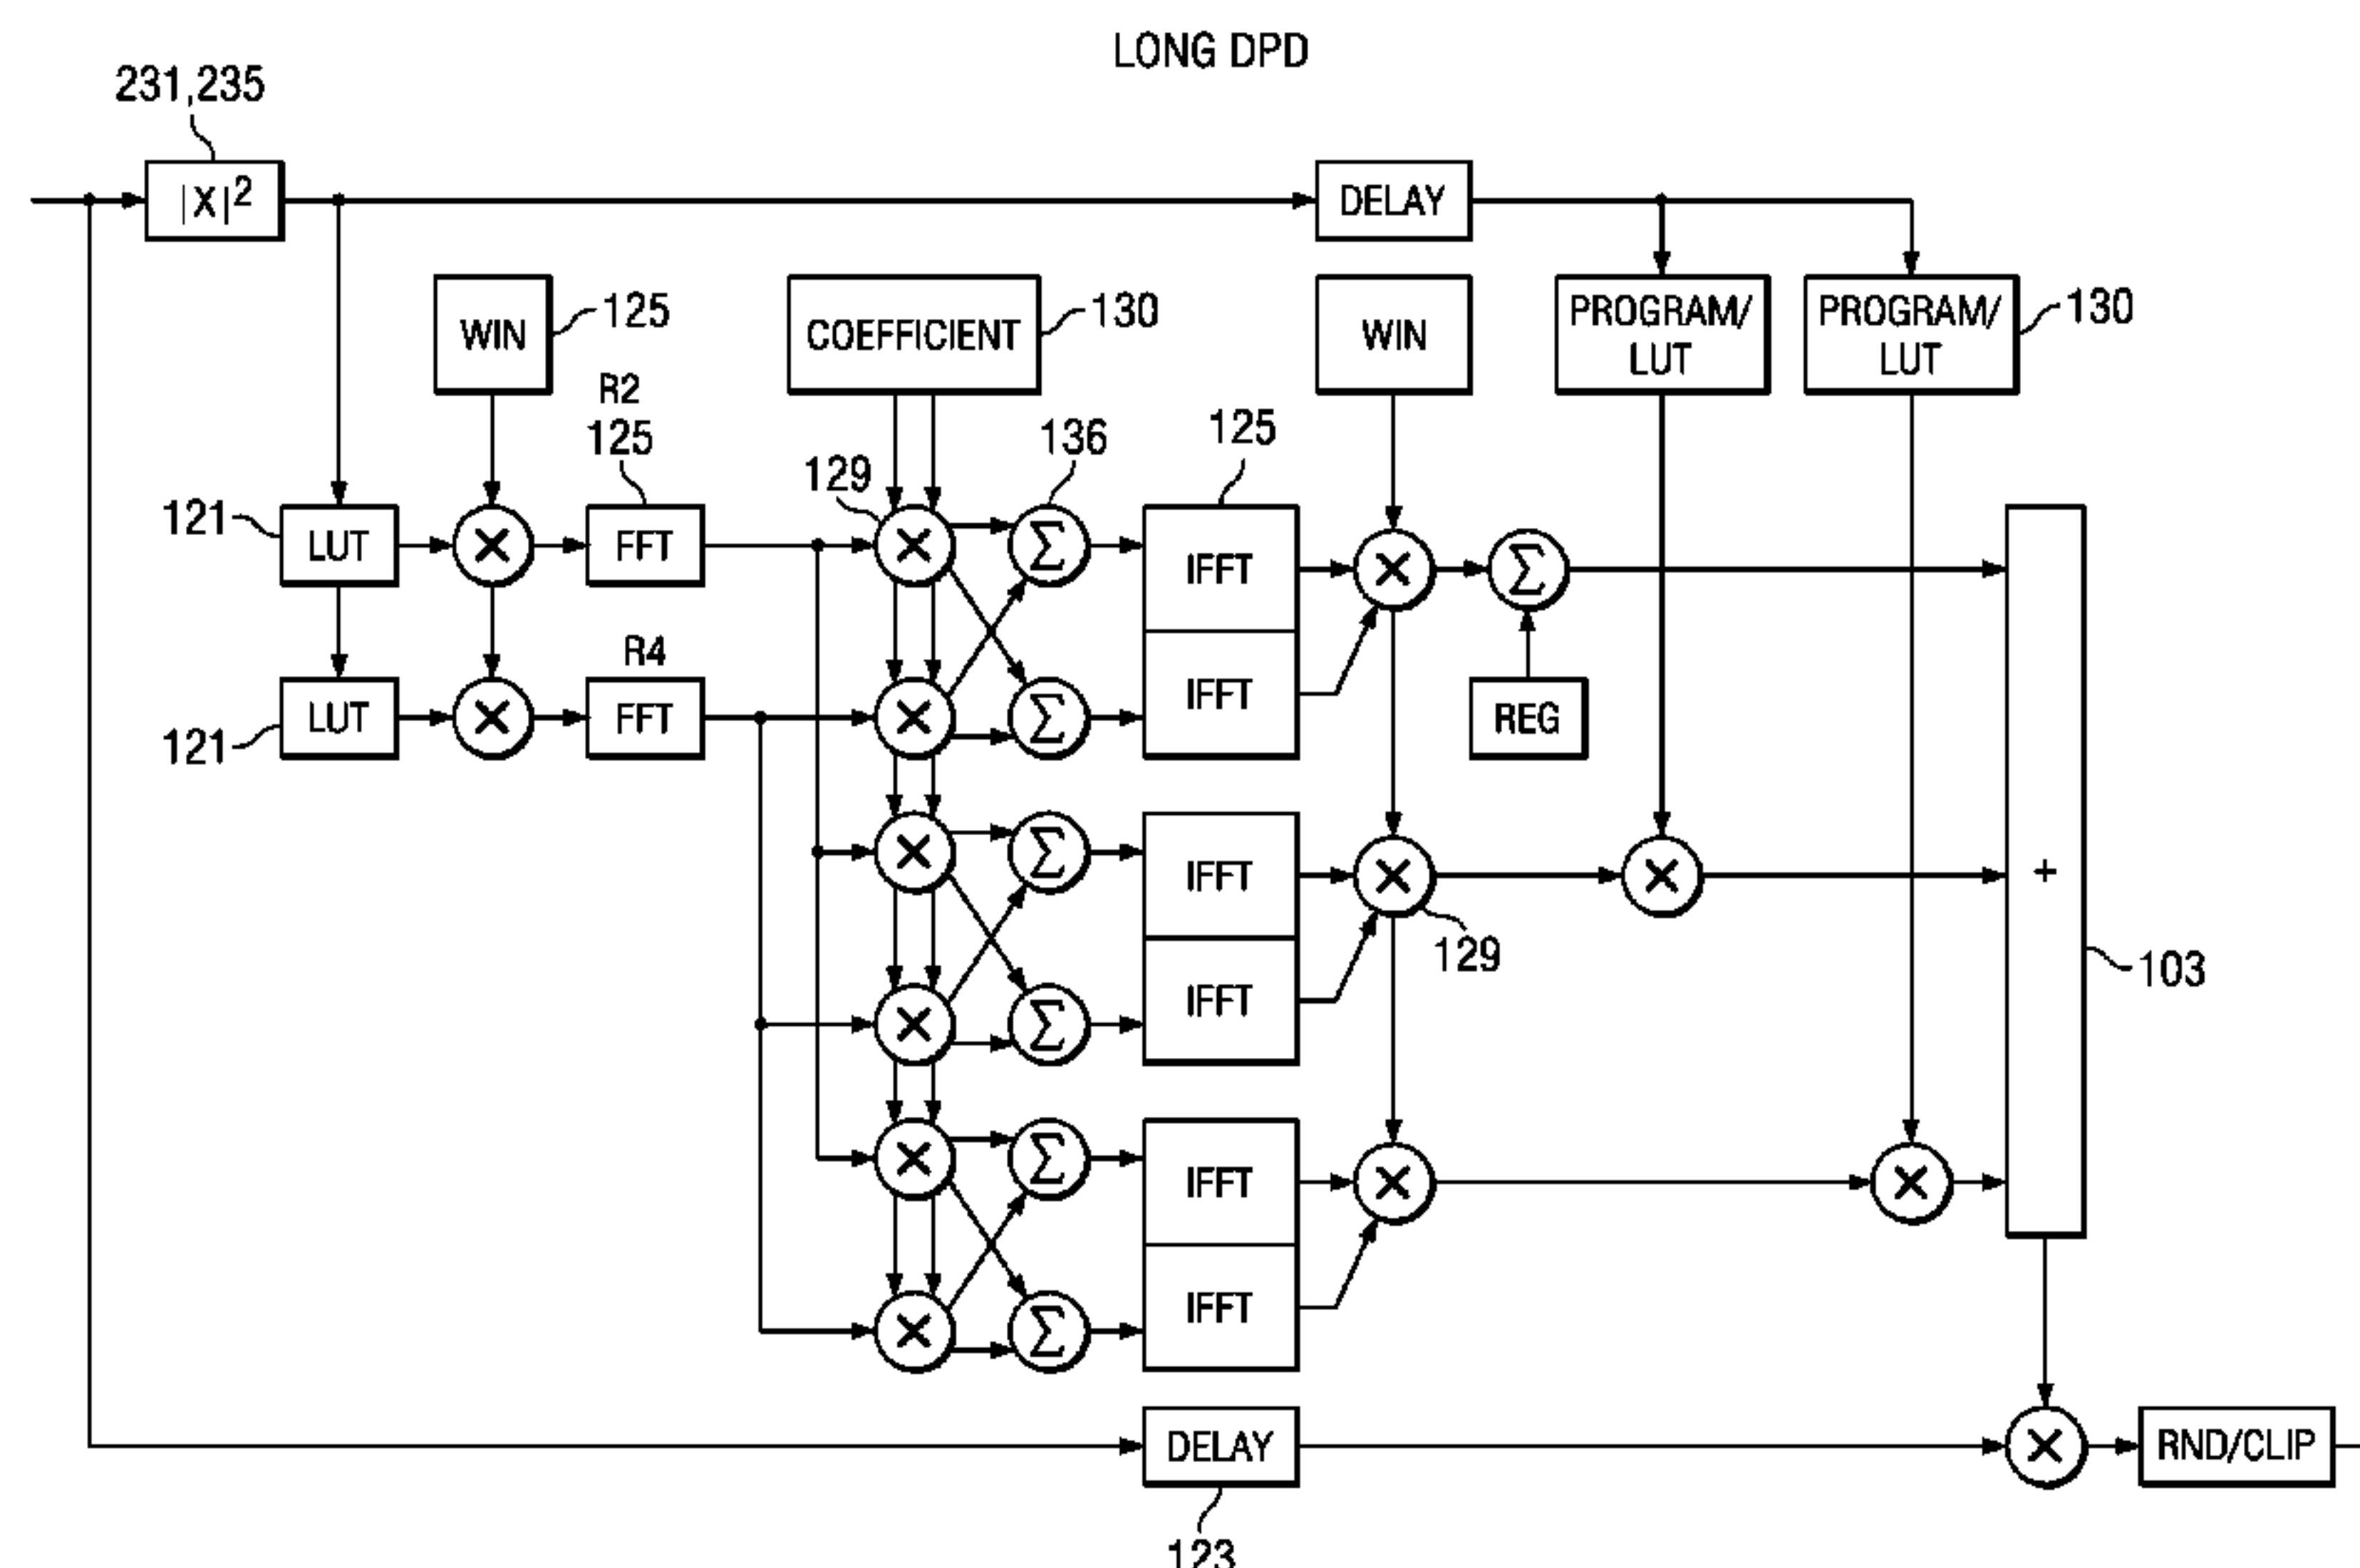 LONG DPD
231,235
|X|2
DELAY
WIN
125
COEFFICIENT
130
WIN
PROGRAM/
LUT
PROGRAM/
LUT
130
R2
125
129
136
125
121
LUT
×
FFT
×
Σ
IFFT
×
Σ
R4
IFFT
121
LUT
×
FFT
×
Σ
REG
×
Σ
IFFT
×
×
+
129
IFFT
103
×
Σ
×
Σ
IFFT
×
×
IFFT
×
Σ
DELAY
×
RND/CLIP
123